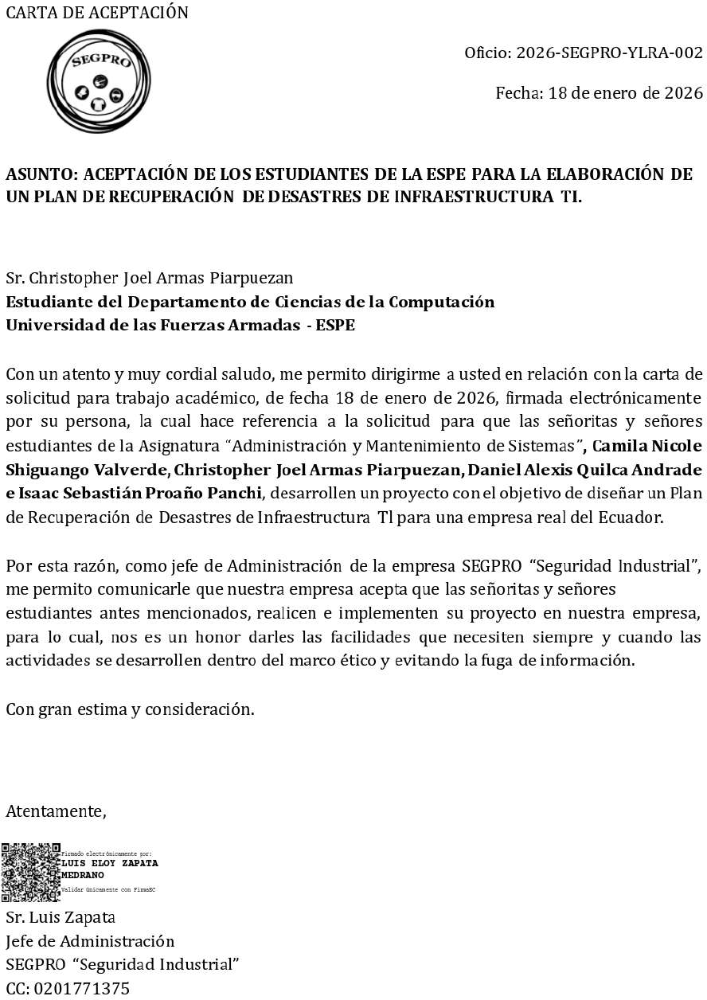 CARTA DE ACEPTACIÓN
SEGPRO
Oficio: 2026-SEGPRO-YLRA-002
Fecha: 18 de enero de 2026
ASUNTO: ACEPTACIÓN DE LOS ESTUDIANTES DE LA ESPE PARA LA ELABORACIÓN DE
UN PLAN DE RECUPERACIÓN DE DESASTRES DE INFRAESTRUCTURA TI.
Sr. Christopher Joel Armas Piarpuezan
Estudiante del Departamento de Ciencias de la Computación
Universidad de las Fuerzas Armadas - ESPE
Con un atento y muy cordial saludo, me permito dirigirme a usted en relación con la carta de
solicitud para trabajo académico, de fecha 18 de enero de 2026, firmada electrónicamente
por su persona, la cual hace referencia a la solicitud para que las señoritas y señores
estudiantes de la Asignatura “Administración y Mantenimiento de Sistemas”, Camila Nicole
Shiguango Valverde, Christopher Joel Armas Piarpuezan, Daniel Alexis Quilca Andrade
e Isaac Sebastián Proaño Panchi, desarrollen un proyecto con el objetivo de diseñar un Plan
de Recuperación de Desastres de Infraestructura Tl para una empresa real del Ecuador.
Por esta razón, como jefe de Administración de la empresa SEGPRO “Seguridad Industrial”,
me permito comunicarle que nuestra empresa acepta que las señoritas y señores
estudiantes antes mencionados, realicen e implementen su proyecto en nuestra empresa,
para lo cual, nos es un honor darles las facilidades que necesiten siempre y cuando las
actividades se desarrollen dentro del marco ético y evitando la fuga de información.
Con gran estima y consideración.
Atentamente,
Firmado electrónicamente por:
LUIS ELOY ZAPATA
MEDRANO
Validar únicamente con FirmaEC
Sr. Luis Zapata
Jefe de Administración
SEGPRO “Seguridad Industrial”
CC: 0201771375